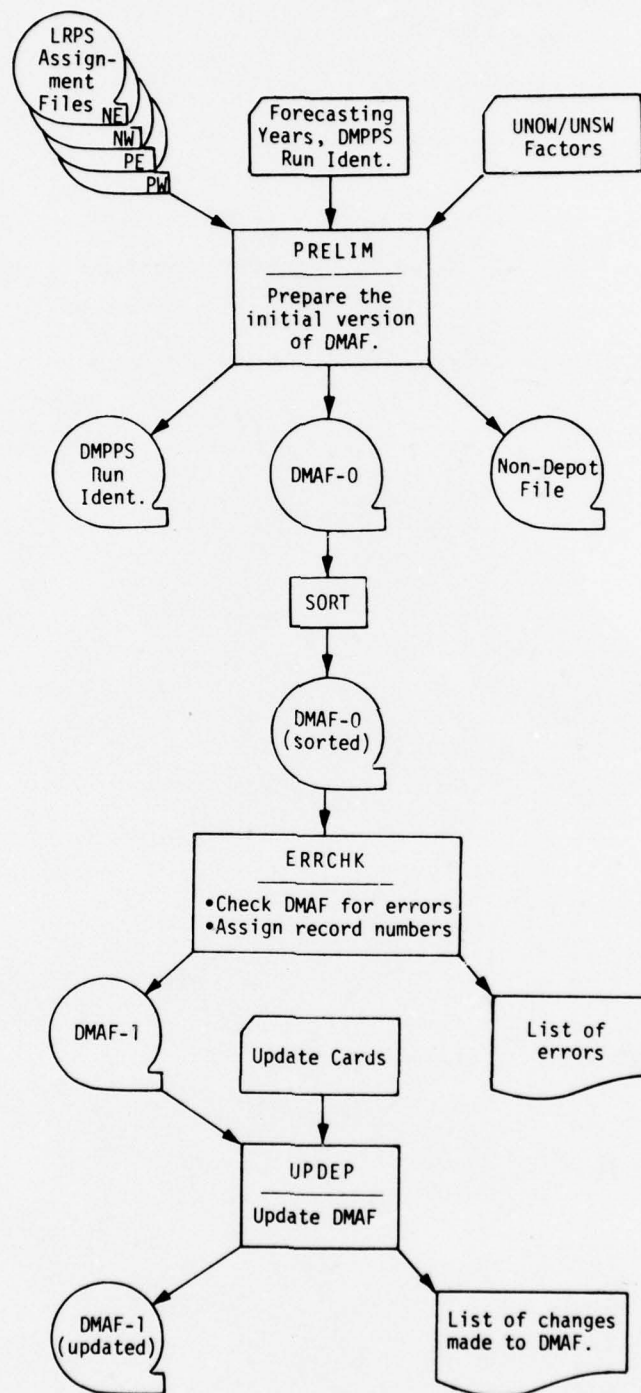 LRPS
Assign-
ment
Files
NE
NW
PE
PW
Forecasting
Years, DMPPS
Run Ident.
UNOW/UNSW
Factors
PRELIM
Prepare the
initial version
of DMAF.
DMPPS
Run
Ident.
DMAF-0
Non-Depot
File
SORT
DMAF-0
(sorted)
ERRCHK
•Check DMAF for errors
•Assign record numbers
DMAF-1
Update Cards
List of
errors
UPDEP
Update DMAF
DMAF-1
(updated)
List of changes
made to DMAF.